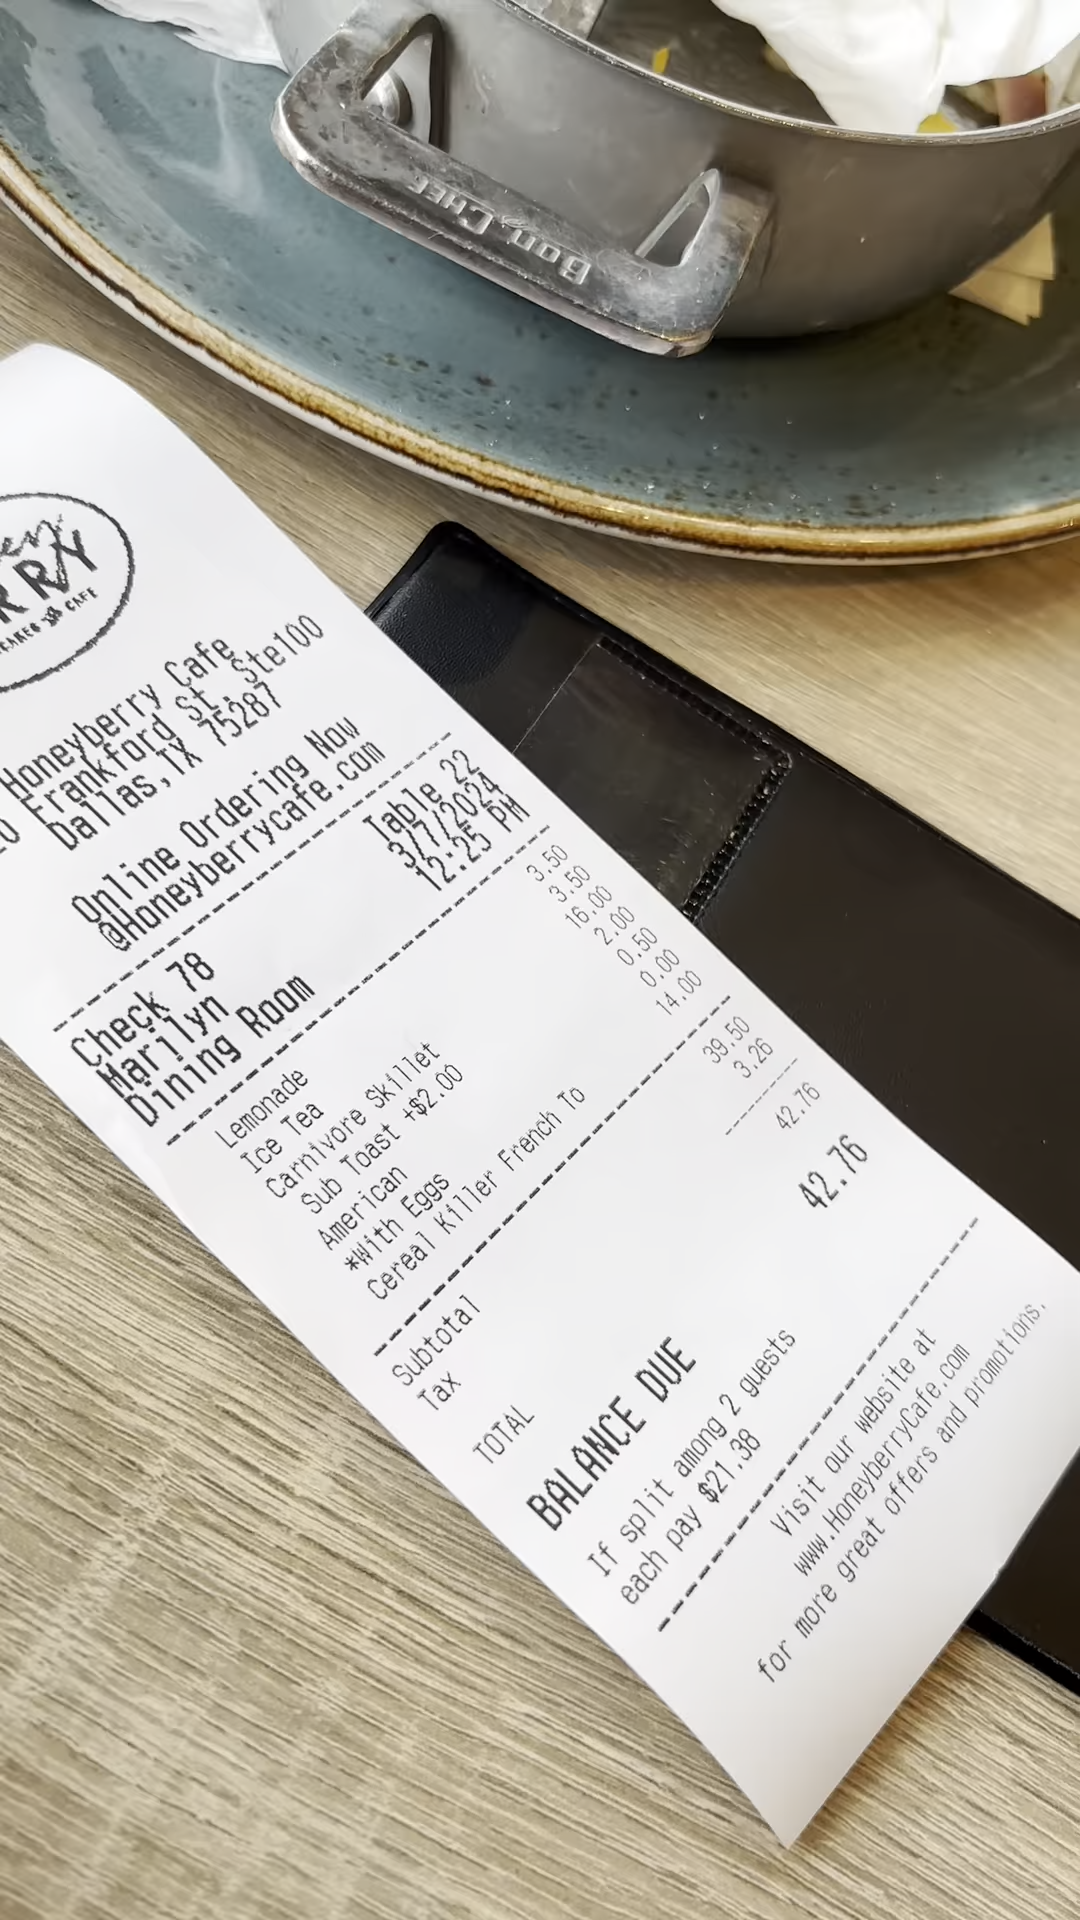 BON CHEF
RRY
CAFE
Honeyberry Cafe
Frankford St. Ste100
Dallas,TX 75287
Online Ordering Now
@Honeyberrycafe.com
Check 78 Table 22
Marilyn 3/7/2024
Dining Room 12:25 PM
Lemonade 3.50
Ice Tea 3.50
Carnivore Skillet 16.00
Sub Toast +$2.00 2.00
American 0.50
*With Eggs 0.00
Cereal Killer French To 14.00
Subtotal 39.50
Tax 3.26
TOTAL 42.76
BALANCE DUE 42.76
If split among 2 guests
each pay $21.38
Visit our website at
www.HoneyberryCafe.com
for more great offers and promotions.